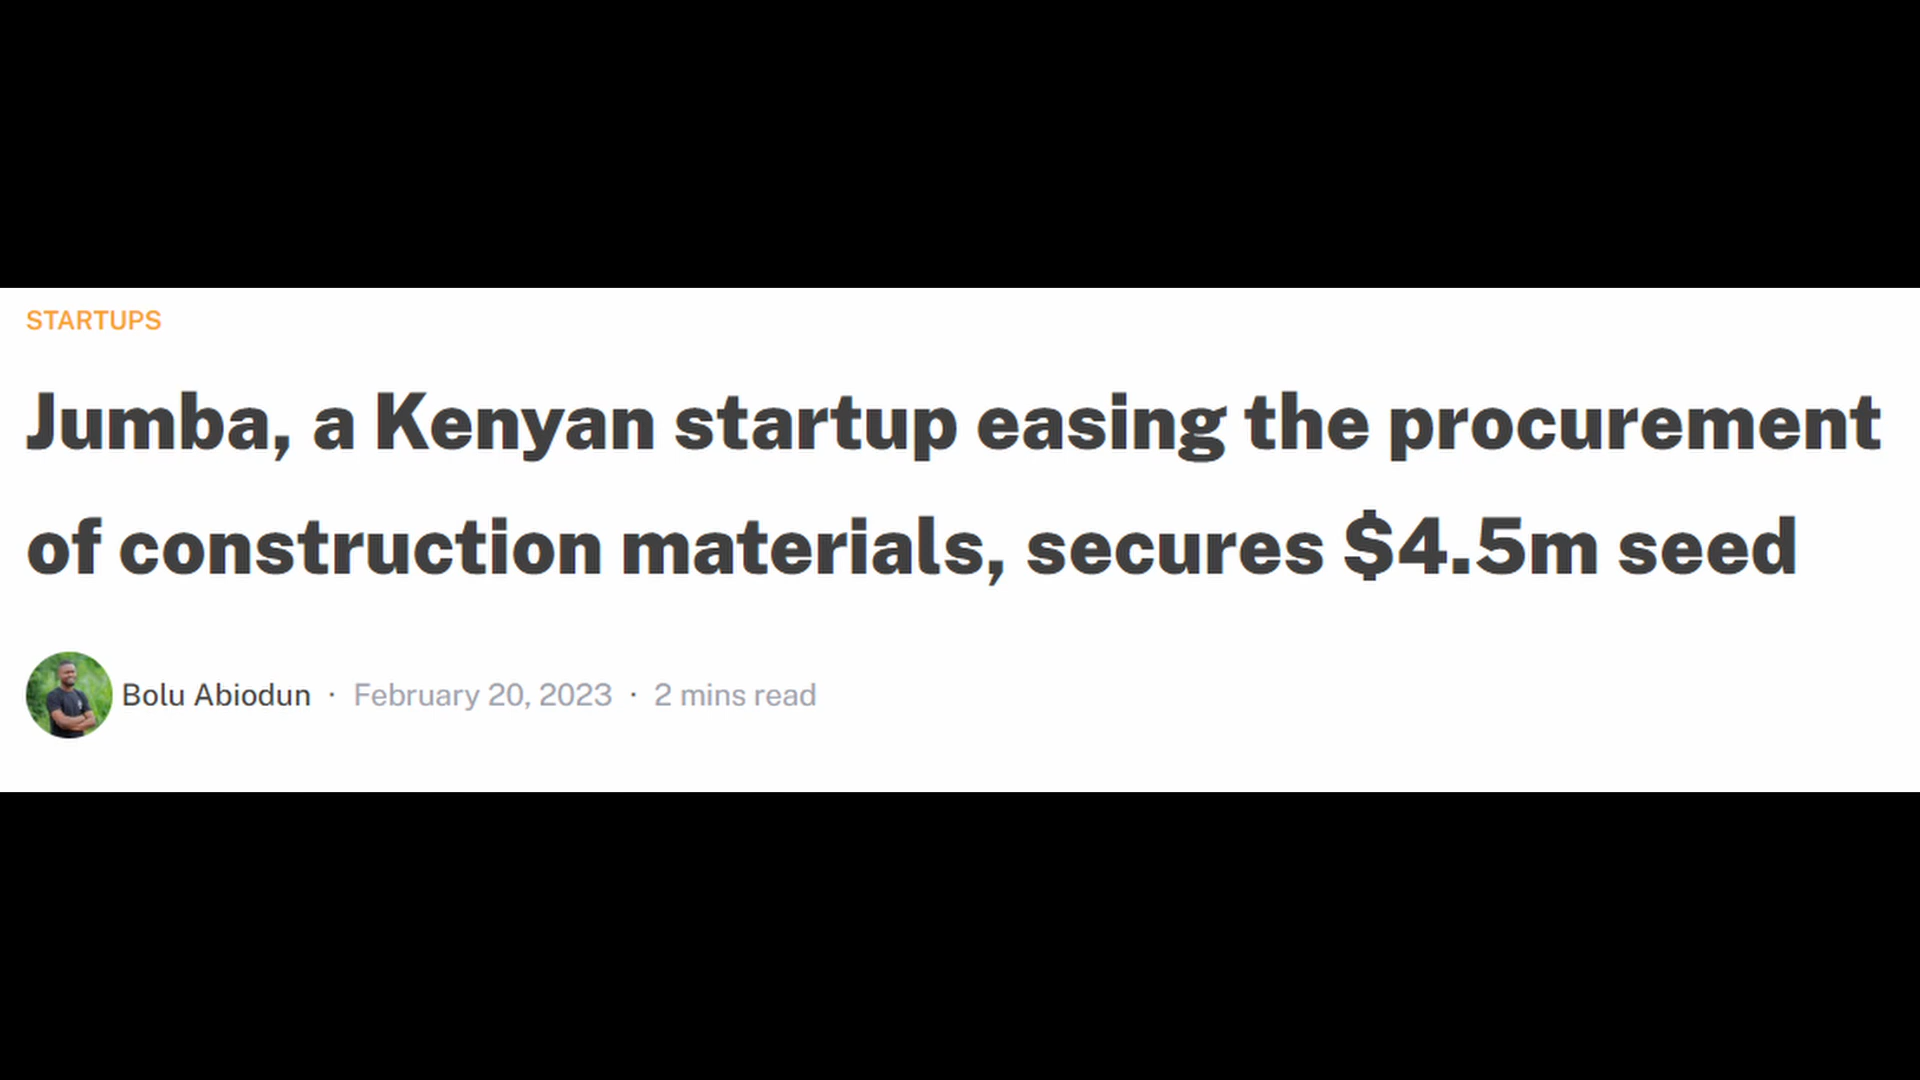 STARTUPS
Jumba, a Kenyan startup easing the procurement
of construction materials, secures $4.5m seed
Bolu Abiodun · February 20, 2023 · 2 mins read